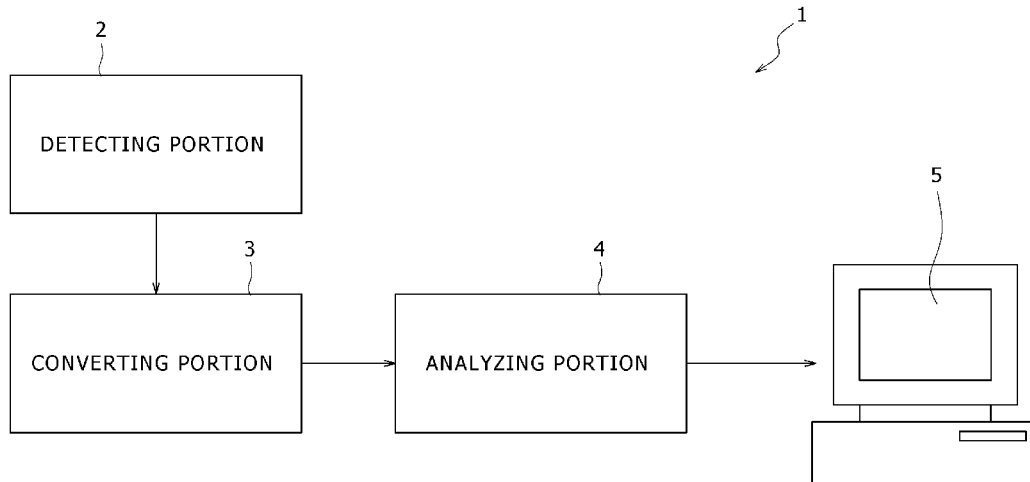 1
2
DETECTING PORTION
3
CONVERTING PORTION
4
ANALYZING PORTION
5